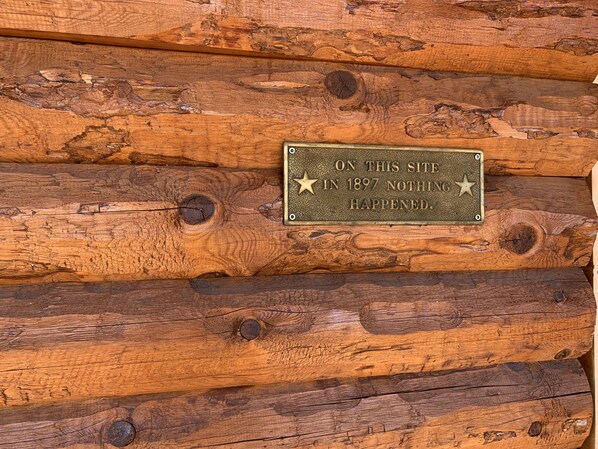 ON THIS SITE
IN 1897 NOTHING
HAPPENED.